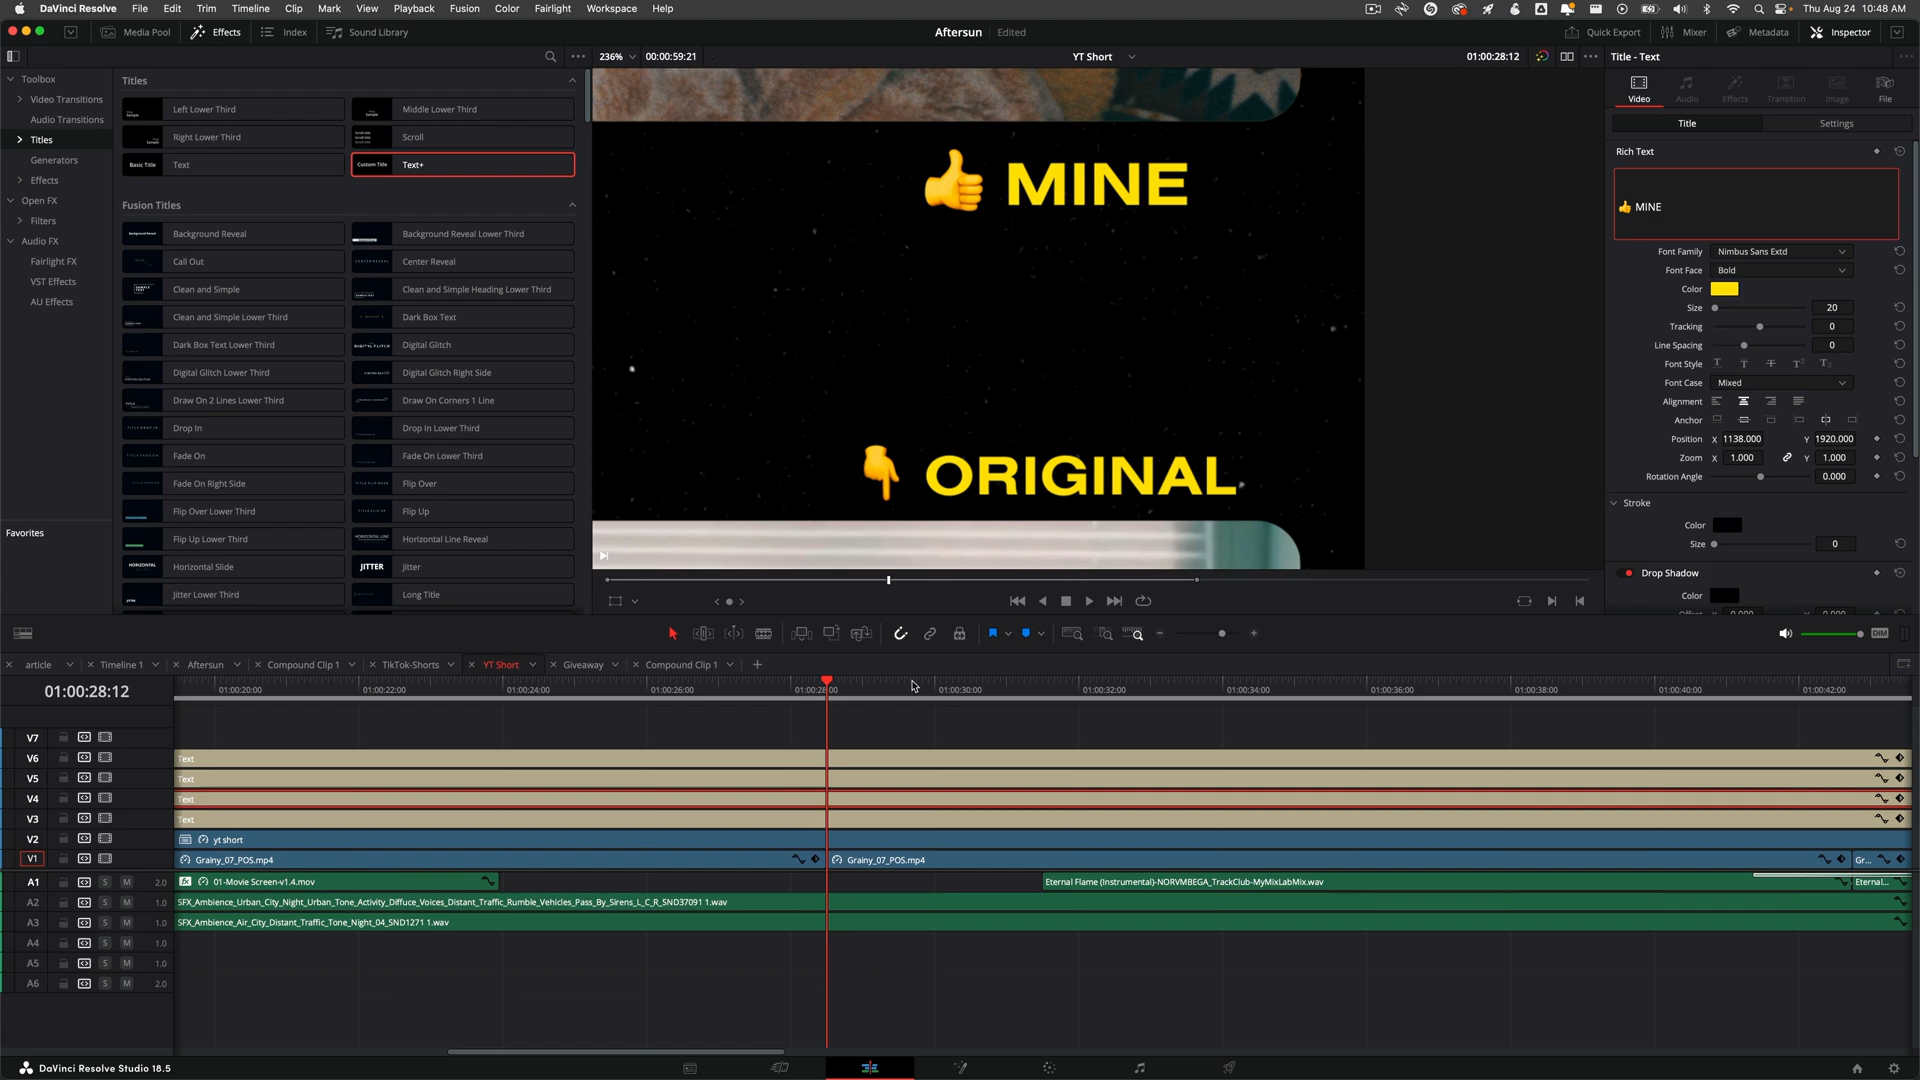 DaVinci Resolve File Edit Trim Timeline Clip Mark View Playback Fusion Color Fairlight Workspace Help
Thu Aug 24 10:48 AM
Media Pool Effects Index Sound Library
Aftersun Edited
Quick Export Mixer Metadata Inspector
236% 00:00:59:21 YT Short 01:00:28:12
Title - Text
Toolbox
Video Transitions
Audio Transitions
Titles
Generators
Effects
Open FX
Filters
Audio FX
Fairlight FX
VST Effects
AU Effects
Favorites
Titles
Left Lower Third
Middle Lower Third
Right Lower Third
Scroll
Basic Title Text
Custom Title Text+
Fusion Titles
Background Reveal
Background Reveal Lower Third
Call Out
Center Reveal
Clean and Simple
Clean and Simple Heading Lower Third
Clean and Simple Lower Third
Dark Box Text
Dark Box Text Lower Third
Digital Glitch
Digital Glitch Lower Third
Digital Glitch Right Side
Draw On 2 Lines Lower Third
Draw On Corners 1 Line
Drop In
Drop In Lower Third
Fade On
Fade On Lower Third
Fade On Right Side
Flip Over
Flip Over Lower Third
Flip Up
Flip Up Lower Third
Horizontal Line Reveal
HORIZONTAL Horizontal Slide
JITTER Jitter
Jitter Lower Third
Long Title
👍 MINE
👇 ORIGINAL
Video Audio Effects Transition Image File
Title Settings
Rich Text
👍 MINE
Font Family Nimbus Sans Extd
Font Face Bold
Color
Size 20
Tracking 0
Line Spacing 0
Font Style
Font Case Mixed
Alignment
Anchor
Position X 1138.000 Y 1920.000
Zoom X 1.000 Y 1.000
Rotation Angle 0.000
Stroke
Color
Size 0
Drop Shadow
Color
DIM
article Timeline 1 Aftersun Compound Clip 1 TikTok-Shorts YT Short Giveaway Compound Clip 1
01:00:28:12
01:00:20:00 01:00:22:00 01:00:24:00 01:00:26:00 01:00:28:00 01:00:30:00 01:00:32:00 01:00:34:00 01:00:36:00 01:00:38:00 01:00:40:00 01:00:42:00
V7
V6 Text
V5 Text
V4 Text
V3 Text
V2 yt short
V1 Grainy_07_POS.mp4 Grainy_07_POS.mp4 Gr...
A1 S M 2.0 fx 01-Movie Screen-v1.4.mov Eternal Flame (Instrumental)-NORVMBEGA_TrackClub-MyMixLabMix.wav Eternal...
A2 S M 1.0 SFX_Ambience_Urban_City_Night_Urban_Tone_Activity_Diffuce_Voices_Distant_Traffic_Rumble_Vehicles_Pass_By_Sirens_L_C_R_SND37091 1.wav
A3 S M 1.0 SFX_Ambience_Air_City_Distant_Traffic_Tone_Night_04_SND1271 1.wav
A4 S M 1.0
A5 S M 1.0
A6 S M 2.0
DaVinci Resolve Studio 18.5